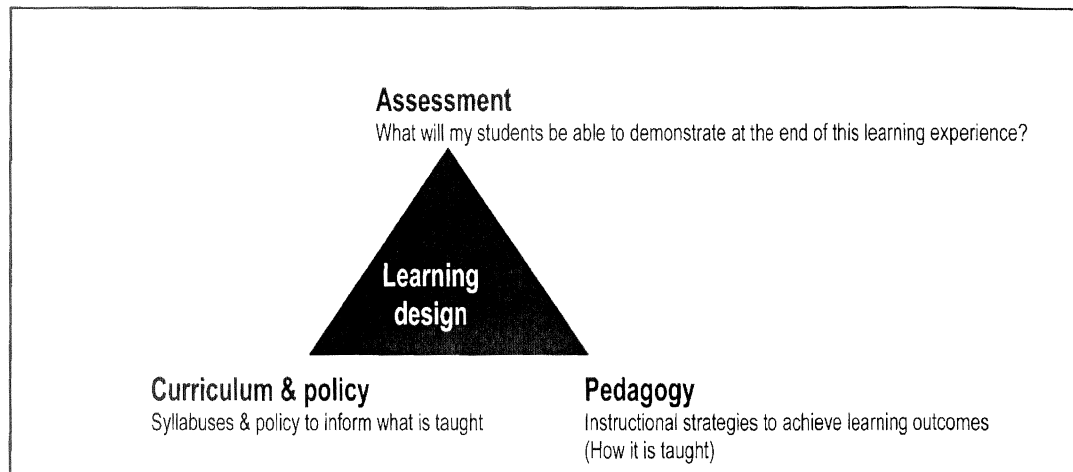 Assessment
What will my students be able to demonstrate at the end of this learning experience?
Learning
design
Curriculum & policy
Syllabuses & policy to inform what is taught
Pedagogy
Instructional strategies to achieve learning outcomes
(How it is taught)